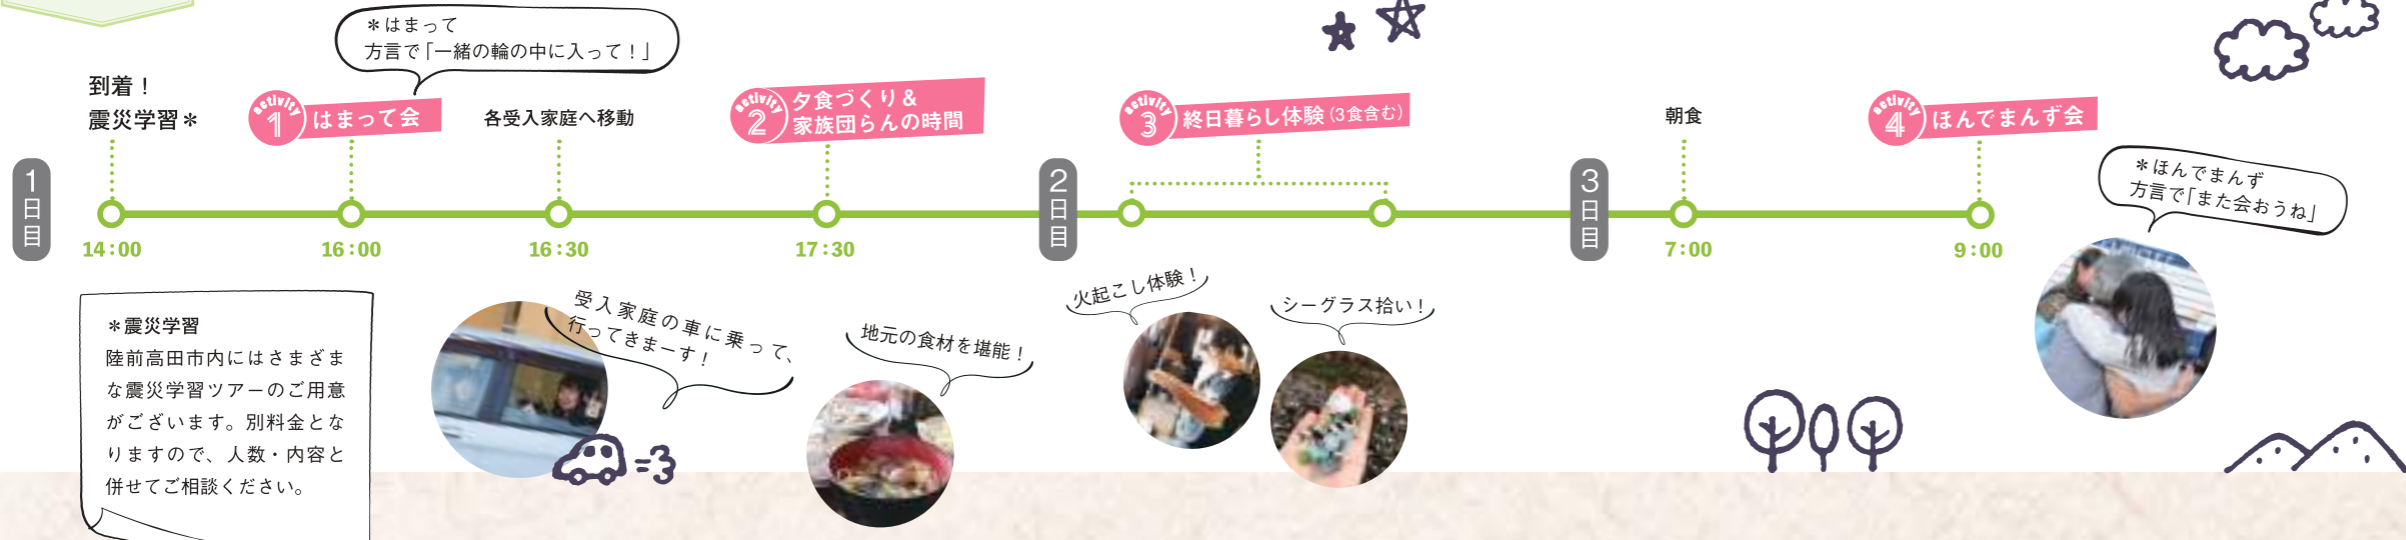 *はまって
方言で「一緒の輪の中に入って！」
到着！
震災学習*
activity 1 はまって会
各受入家庭へ移動
activity 2 夕食づくり＆
家族団らんの時間
activity 3 終日暮らし体験(3食含む)
朝食
activity 4 ほんでまんず会
*ほんでまんず
方言で「また会おうね」
1日目
2日目
3日目
14:00
16:00
16:30
17:30
7:00
9:00
*震災学習
陸前高田市内にはさまざま
な震災学習ツアーのご用意
がございます。別料金とな
りますので、人数・内容と
併せてご相談ください。
受入家庭の車に乗って、
行ってきまーす！
地元の食材を堪能！
火起こし体験！
シーグラス拾い！